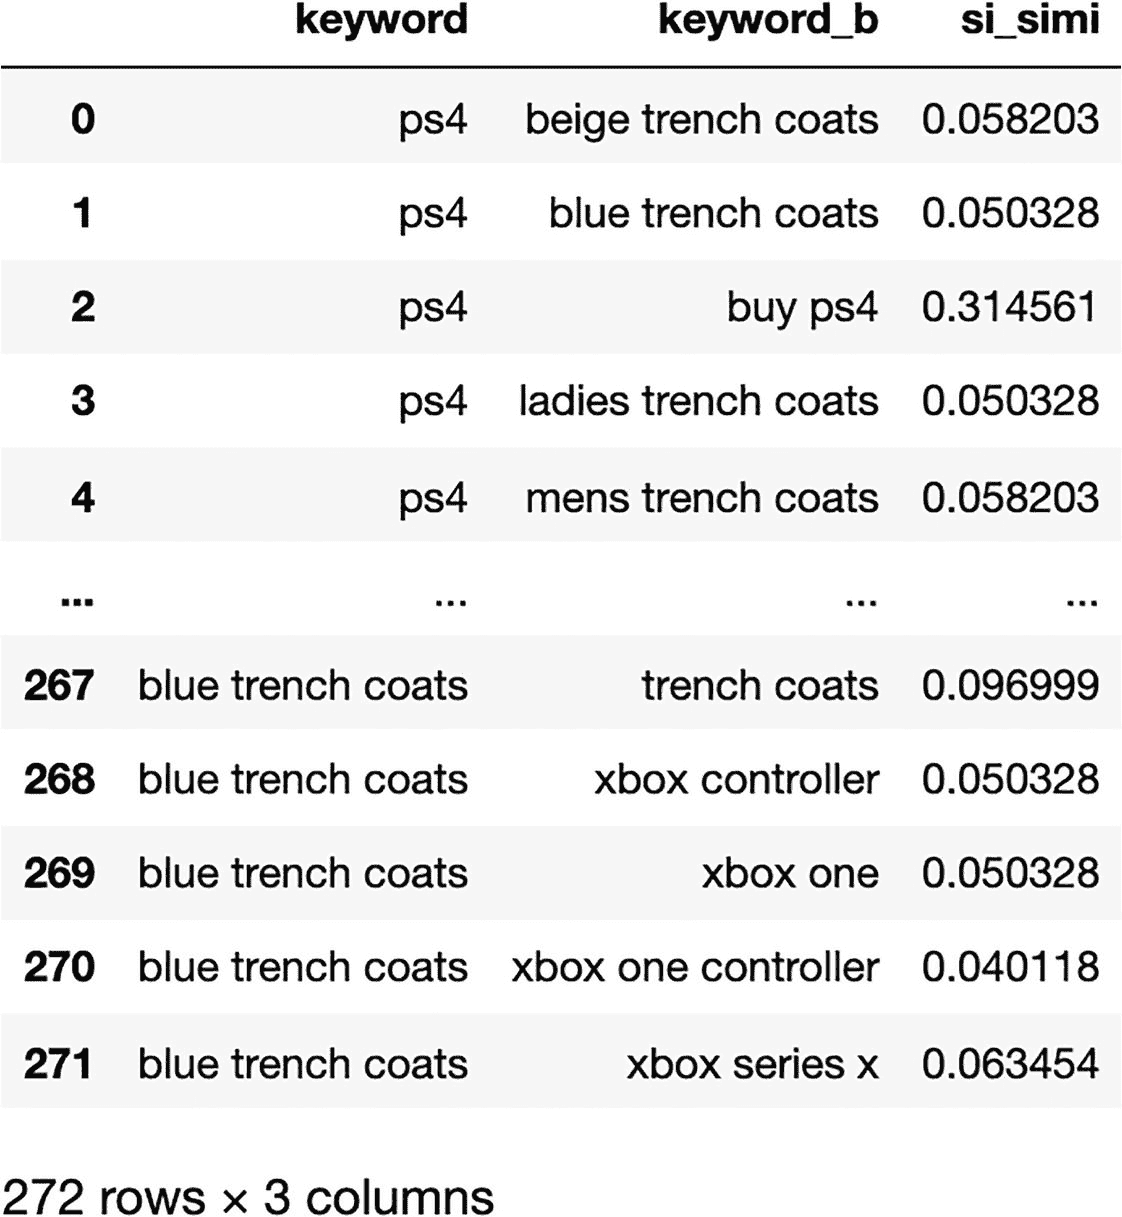 keyword keyword_b si_simi
0 ps4 beige trench coats 0.058203
1 ps4 blue trench coats 0.050328
2 ps4 buy ps4 0.314561
3 ps4 ladies trench coats 0.050328
4 ps4 mens trench coats 0.058203
... ... ... ...
267 blue trench coats trench coats 0.096999
268 blue trench coats xbox controller 0.050328
269 blue trench coats xbox one 0.050328
270 blue trench coats xbox one controller 0.040118
271 blue trench coats xbox series x 0.063454
272 rows × 3 columns